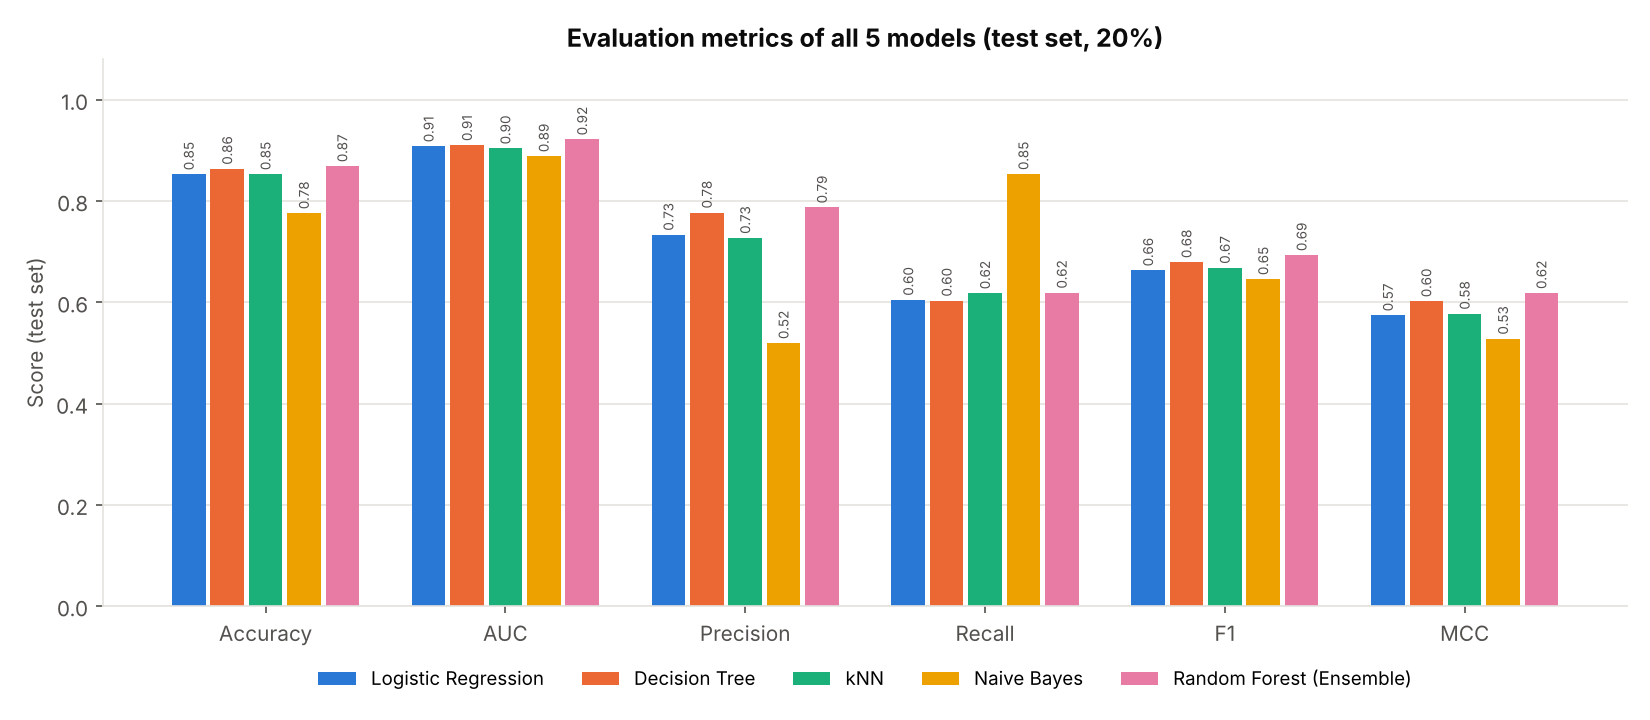 Evaluation metrics of all 5 models (test set, 20%)
Score (test set)
1.0
0.8
0.6
0.4
0.2
0.0
0.85 0.86 0.85 0.78 0.87
0.91 0.91 0.90 0.89 0.92
0.73 0.78 0.73 0.52 0.79
0.60 0.60 0.62 0.85 0.62
0.66 0.68 0.67 0.65 0.69
0.57 0.60 0.58 0.53 0.62
Accuracy AUC Precision Recall F1 MCC
Logistic Regression Decision Tree kNN Naive Bayes Random Forest (Ensemble)